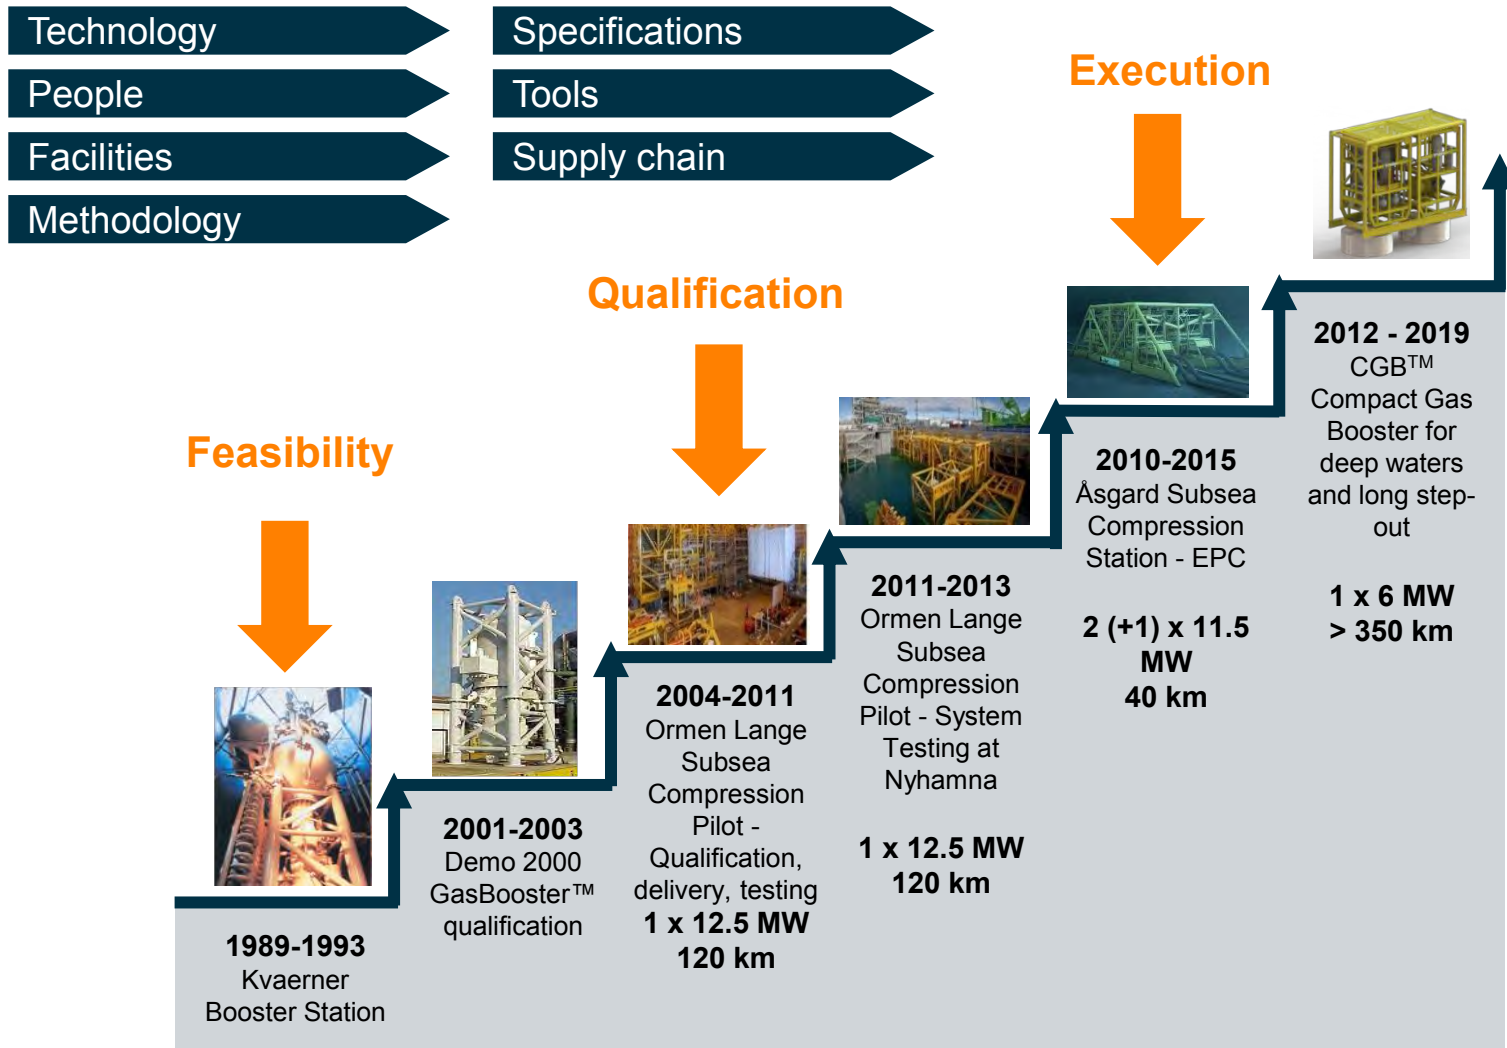 Technology
People
Facilities
Methodology
Specifications
Tools
Supply chain
Feasibility
Qualification
Execution
1989-1993
Kvaerner
Booster Station
2001-2003
Demo 2000
GasBooster™
qualification
2004-2011
Ormen Lange
Subsea
Compression
Pilot -
Qualification,
delivery, testing
1 x 12.5 MW
120 km
2011-2013
Ormen Lange
Subsea
Compression
Pilot - System
Testing at
Nyhamna
1 x 12.5 MW
120 km
2010-2015
Åsgard Subsea
Compression
Station - EPC
2 (+1) x 11.5
MW
40 km
2012 - 2019
CGB™
Compact Gas
Booster for
deep waters
and long step-
out
1 x 6 MW
> 350 km